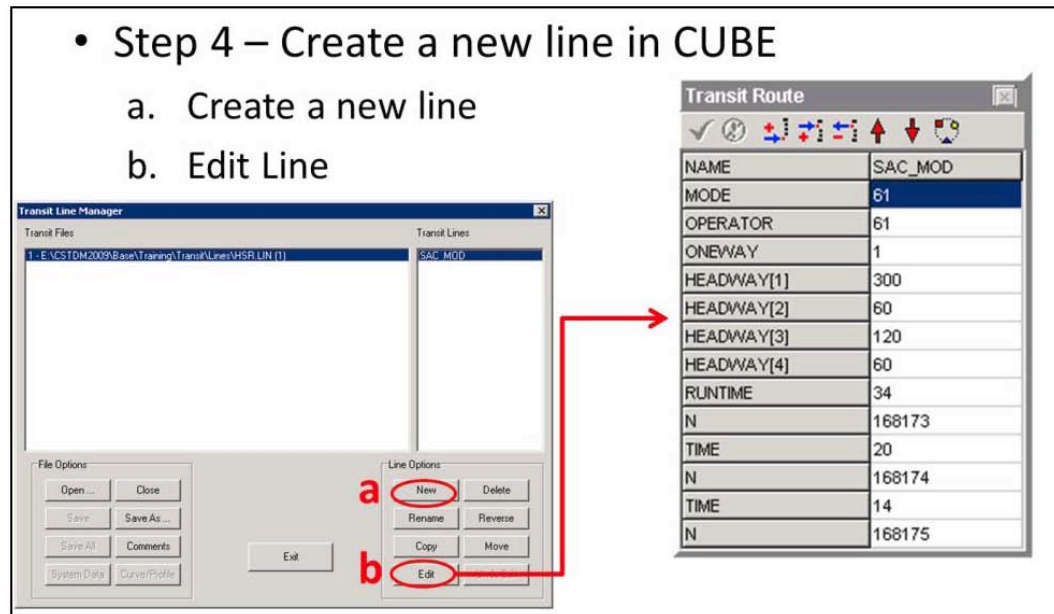 • Step 4 – Create a new line in CUBE
a. Create a new line
b. Edit Line
Transit Line Manager
Transit Files
Transit Lines
1 - E:\CSTDM2009\Base\Training\Transit\Lines\HSR.LIN (1)
SAC_MOD
File Options
Open ...
Close
Save
Save As ...
Save All
Comments
System Data
Curve/Profile
Exit
Line Options
a
New
Delete
Rename
Reverse
Copy
Move
b
Edit
Transit Route
NAME SAC_MOD
MODE 61
OPERATOR 61
ONEWAY 1
HEADWAY[1] 300
HEADWAY[2] 60
HEADWAY[3] 120
HEADWAY[4] 60
RUNTIME 34
N 168173
TIME 20
N 168174
TIME 14
N 168175